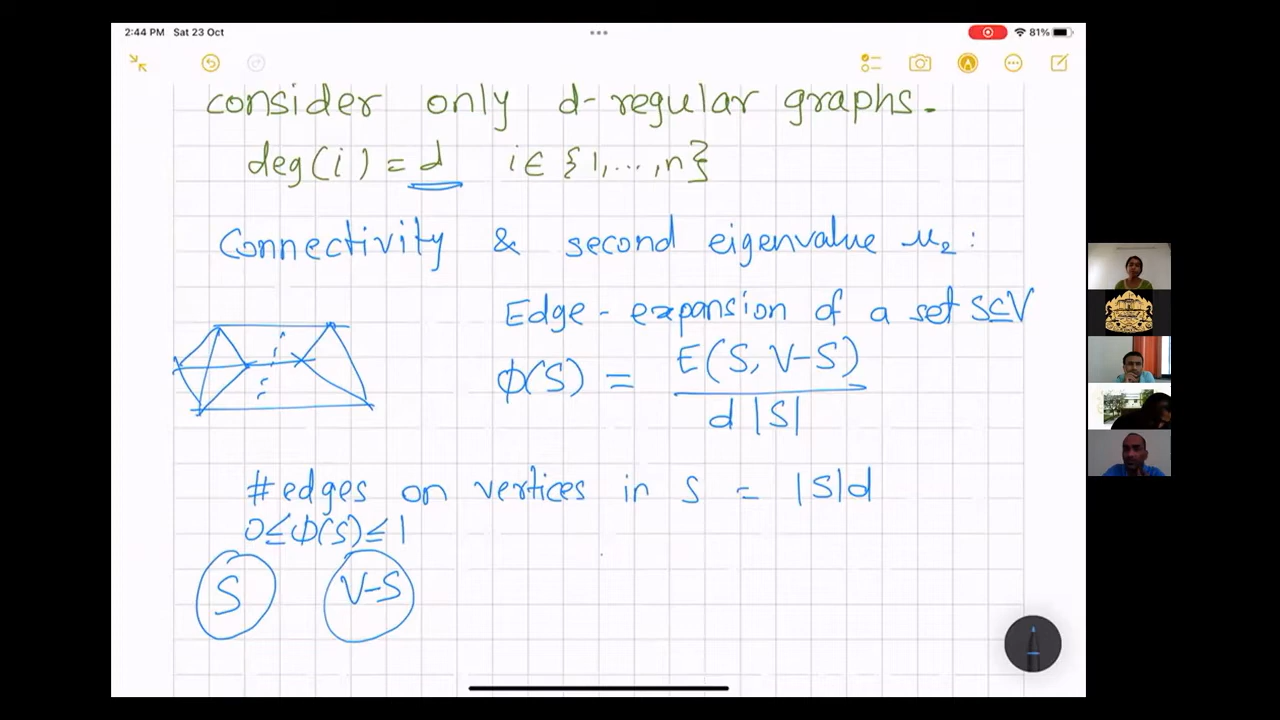 2:44 PM Sat 23 Oct
81%
consider only d-regular graphs.
deg(i) = d i∈ {1,...,n}
Connectivity & second eigenvalue μ₂:
Edge-expansion of a set S⊆V
ϕ(S) = E(S, V-S)
d |S|
#edges on vertices in S = |S|d
0≤ϕ(S)≤1
S V-S